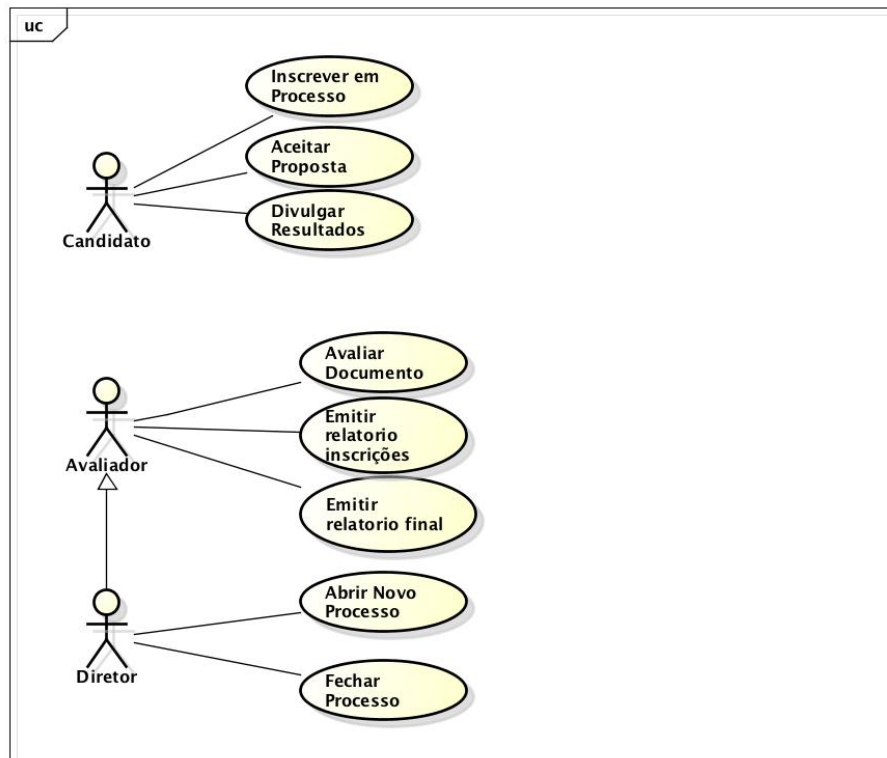 uc
Inscrever em
Processo
Aceitar
Proposta
Divulgar
Resultados
Candidato
Avaliar
Documento
Emitir
relatorio
inscrições
Avaliador
Emitir
relatorio final
Abrir Novo
Processo
Diretor
Fechar
Processo